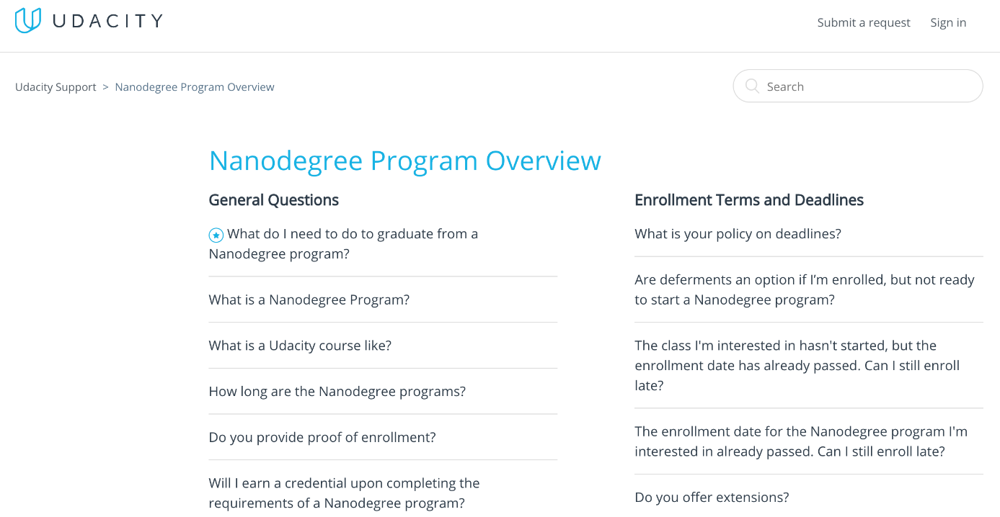 UDACITY
Submit a request
Sign in
Udacity Support > Nanodegree Program Overview
Search
Nanodegree Program Overview
General Questions
What do I need to do to graduate from a
Nanodegree program?
What is a Nanodegree Program?
What is a Udacity course like?
How long are the Nanodegree programs?
Do you provide proof of enrollment?
Will I earn a credential upon completing the
requirements of a Nanodegree program?
Enrollment Terms and Deadlines
What is your policy on deadlines?
Are deferments an option if I’m enrolled, but not ready
to start a Nanodegree program?
The class I'm interested in hasn't started, but the
enrollment date has already passed. Can I still enroll
late?
The enrollment date for the Nanodegree program I'm
interested in already passed. Can I still enroll late?
Do you offer extensions?